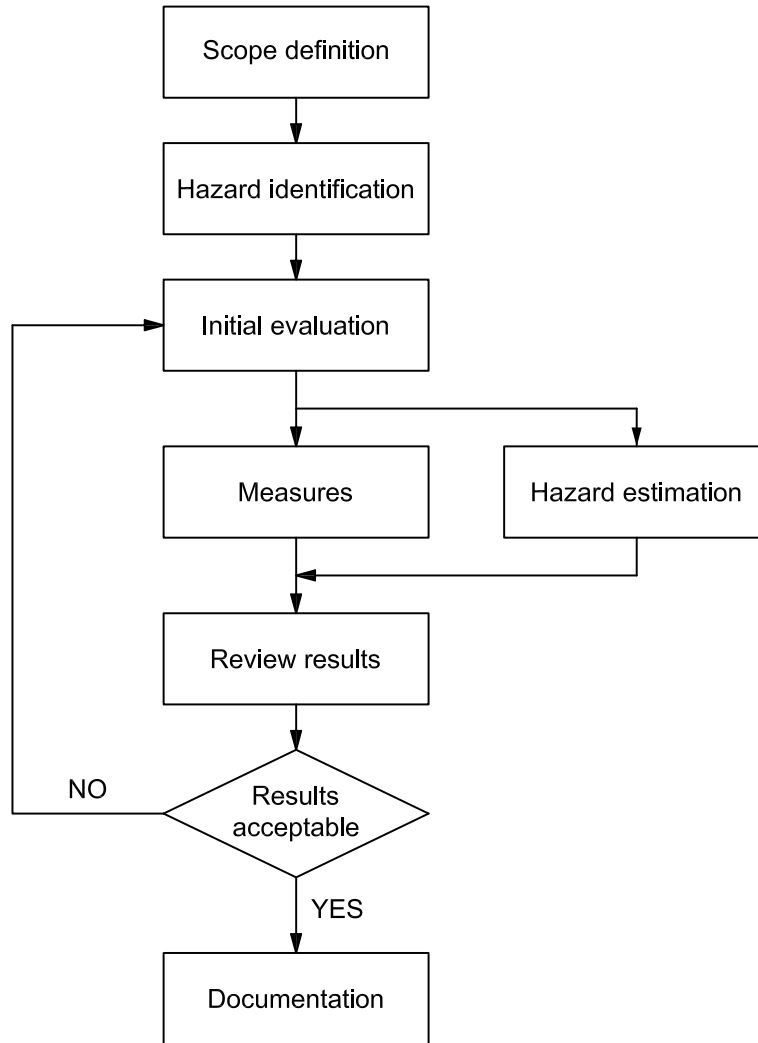 Scope definition
Hazard identification
Initial evaluation
Measures
Hazard estimation
Review results
NO
Results
acceptable
YES
Documentation